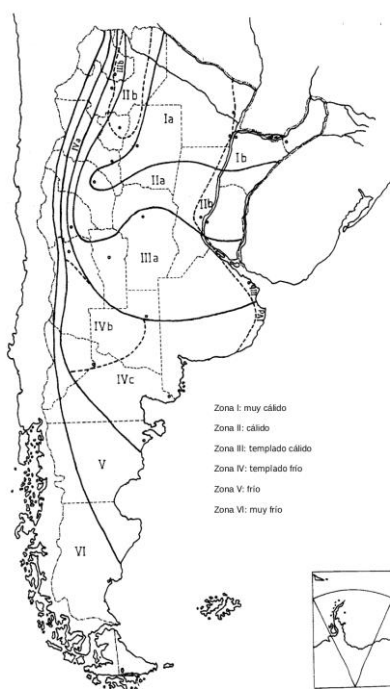 IIIb
IIb
Ia
IVa
Ib
IIa
IIb
IIIa
IVb
IVc
Zona I: muy cálido
Zona II: cálido
Zona III: templado cálido
Zona IV: templado frío
V
Zona V: frío
Zona VI: muy frío
VI